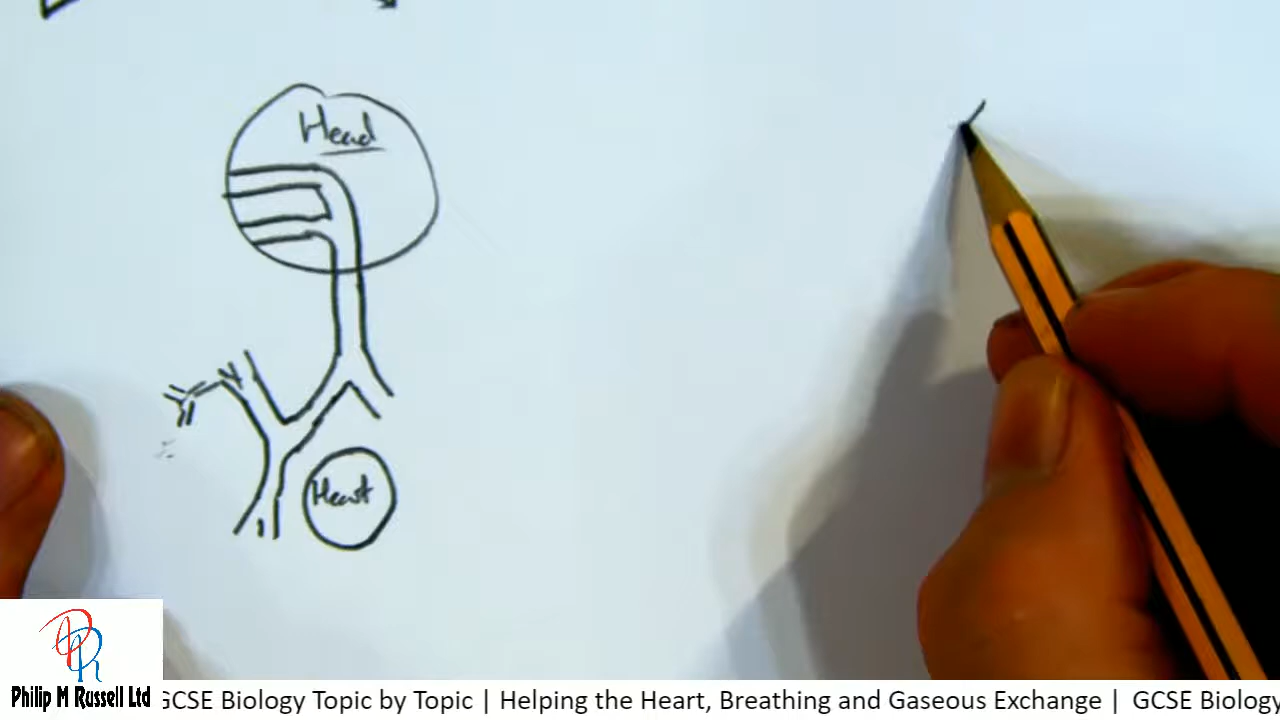 Head
Heart
Philip M Russell Ltd
GCSE Biology Topic by Topic | Helping the Heart, Breathing and Gaseous Exchange | GCSE Biology